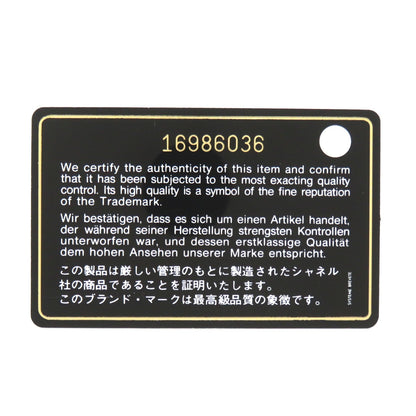 16986036
We certify the authenticity of this item and confirm
that it has been subjected to the most exacting quality
control. Its high quality is a symbol of the fine reputation
of the Trademark.
Wir bestätigen, dass es sich um einen Artikel handelt,
der während seiner Herstellung strengsten Kontrollen
unterworfen war, und dessen erstklassige Qualität
dem hohen Ansehen unserer Marke entspricht.
この製品は厳しい管理のもとに製造されたシャネル
社の商品であることを証明いたします。
このブランド・マークは最高級品質の象徴です。